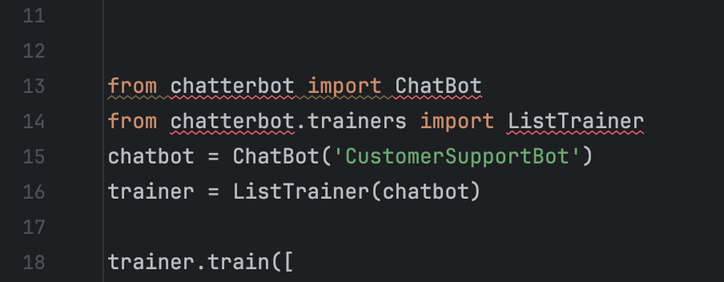 11
12
13 from chatterbot import ChatBot
14 from chatterbot.trainers import ListTrainer
15 chatbot = ChatBot('CustomerSupportBot')
16 trainer = ListTrainer(chatbot)
17
18 trainer.train([